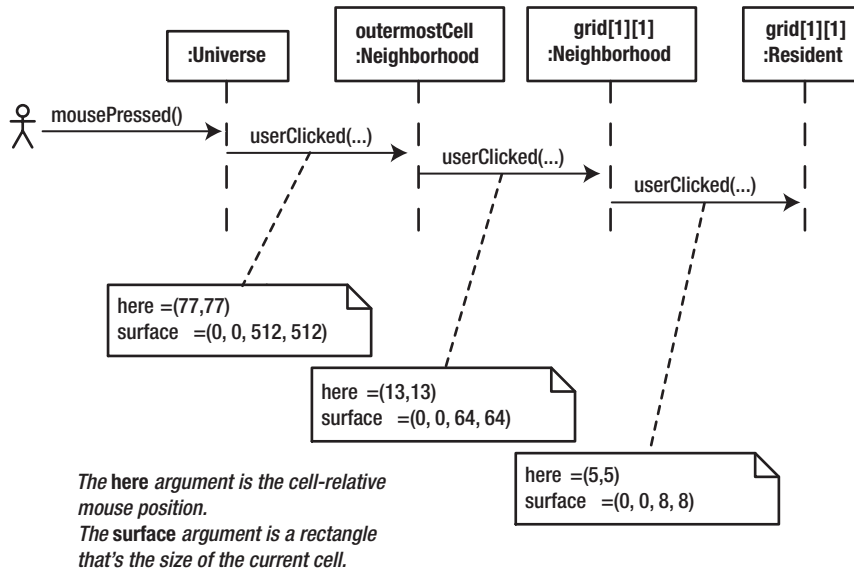 :Universe
outermostCell
:Neighborhood
grid[1][1]
:Neighborhood
grid[1][1]
:Resident
mousePressed()
userClicked(...)
userClicked(...)
userClicked(...)
here =(77,77)
surface =(0, 0, 512, 512)
here =(13,13)
surface =(0, 0, 64, 64)
here =(5,5)
surface =(0, 0, 8, 8)
The here argument is the cell-relative
mouse position.
The surface argument is a rectangle
that's the size of the current cell.